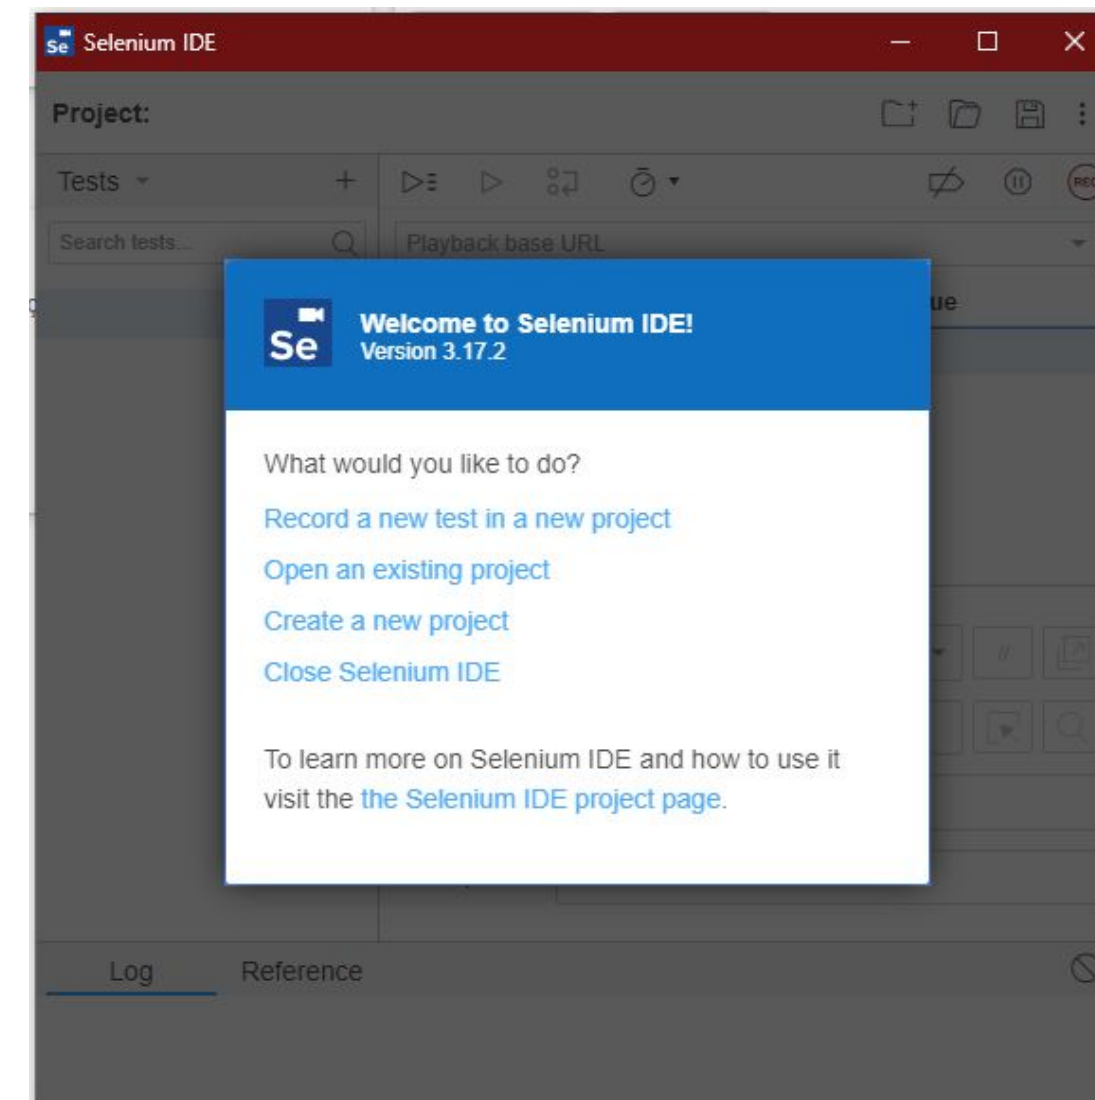 Se Selenium IDE
Project:
Tests
Search tests...
Playback base URL
REC
ue
Se
Welcome to Selenium IDE!
Version 3.17.2
What would you like to do?
Record a new test in a new project
Open an existing project
Create a new project
Close Selenium IDE
//
To learn more on Selenium IDE and how to use it
visit the the Selenium IDE project page.
Log Reference